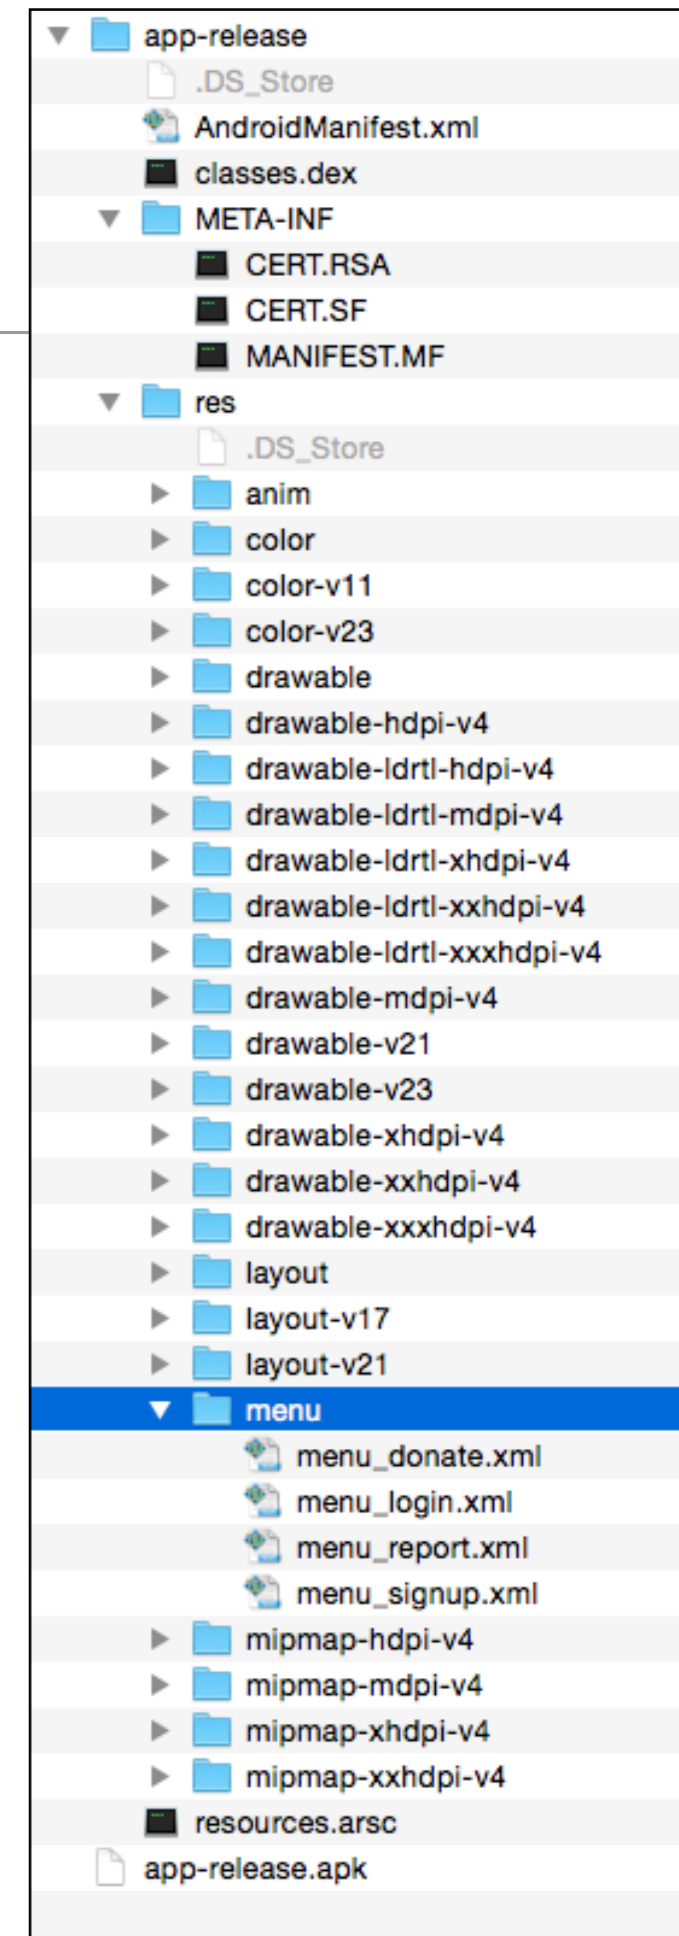 app-release
.DS_Store
AndroidManifest.xml
classes.dex
META-INF
CERT.RSA
CERT.SF
MANIFEST.MF
res
.DS_Store
anim
color
color-v11
color-v23
drawable
drawable-hdpi-v4
drawable-ldrtl-hdpi-v4
drawable-ldrtl-mdpi-v4
drawable-ldrtl-xhdpi-v4
drawable-ldrtl-xxhdpi-v4
drawable-ldrtl-xxxhdpi-v4
drawable-mdpi-v4
drawable-v21
drawable-v23
drawable-xhdpi-v4
drawable-xxhdpi-v4
drawable-xxxhdpi-v4
layout
layout-v17
layout-v21
menu
menu_donate.xml
menu_login.xml
menu_report.xml
menu_signup.xml
mipmap-hdpi-v4
mipmap-mdpi-v4
mipmap-xhdpi-v4
mipmap-xxhdpi-v4
resources.arsc
app-release.apk